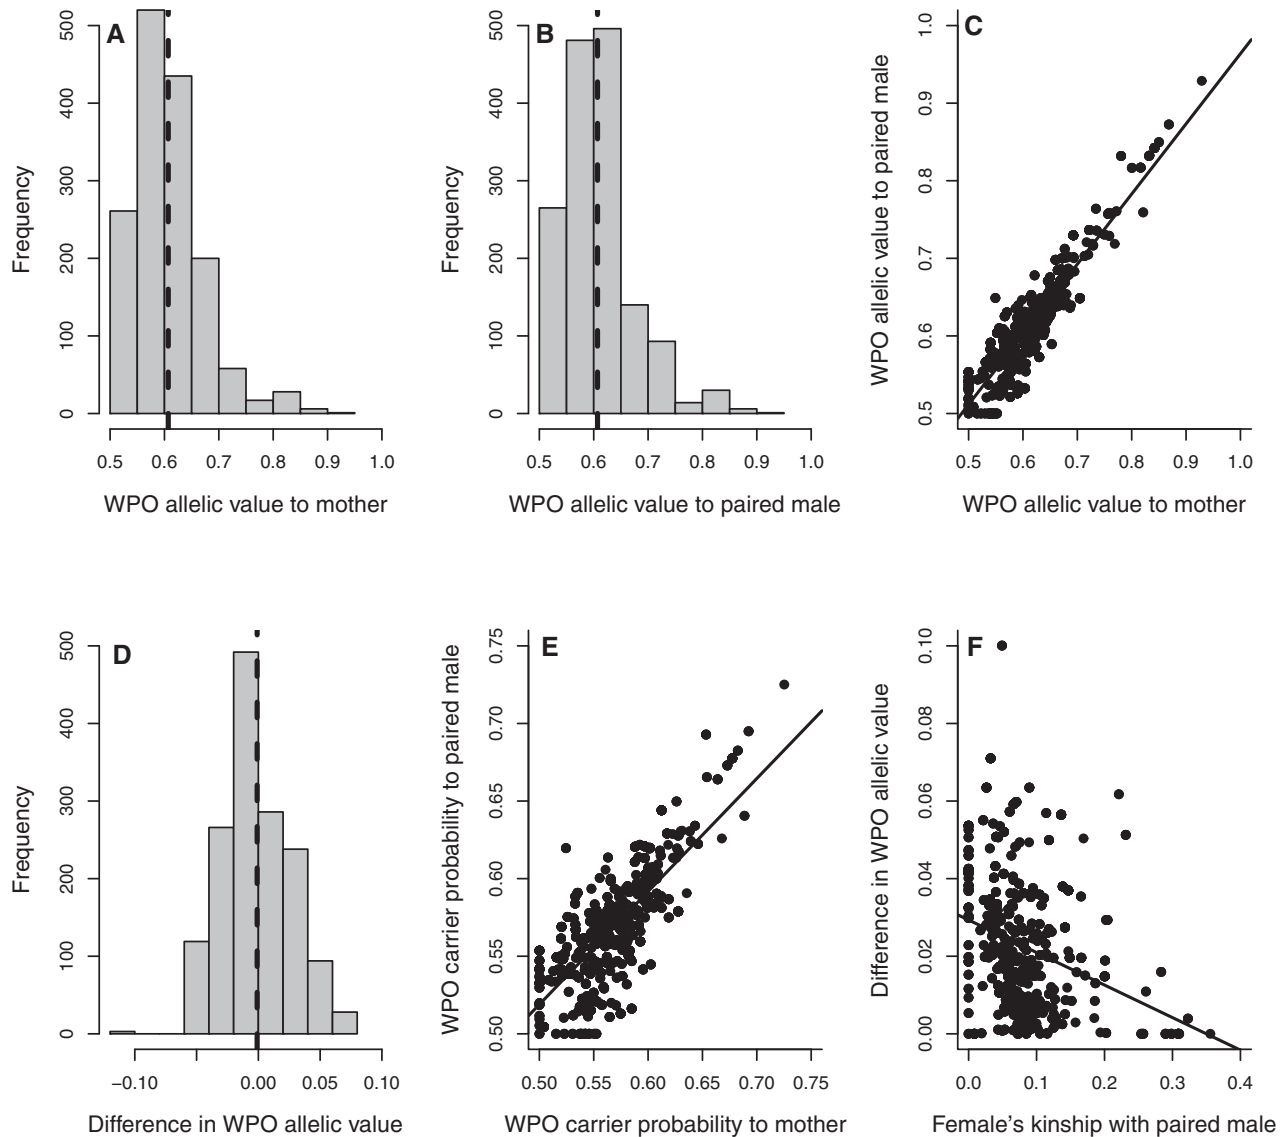 A
Frequency
0
100
200
300
400
500
0.5 0.6 0.7 0.8 0.9 1.0
WPO allelic value to mother
B
Frequency
0
100
200
300
400
500
0.5 0.6 0.7 0.8 0.9 1.0
WPO allelic value to paired male
C
WPO allelic value to paired male
0.5
0.6
0.7
0.8
0.9
1.0
0.5 0.6 0.7 0.8 0.9 1.0
WPO allelic value to mother
D
Frequency
0
100
200
300
400
500
−0.10 0.00 0.05 0.10
Difference in WPO allelic value
E
WPO carrier probability to paired male
0.50
0.55
0.60
0.65
0.70
0.75
0.50 0.55 0.60 0.65 0.70 0.75
WPO carrier probability to mother
F
Difference in WPO allelic value
0.00
0.02
0.04
0.06
0.08
0.10
0.0 0.1 0.2 0.3 0.4
Female's kinship with paired male